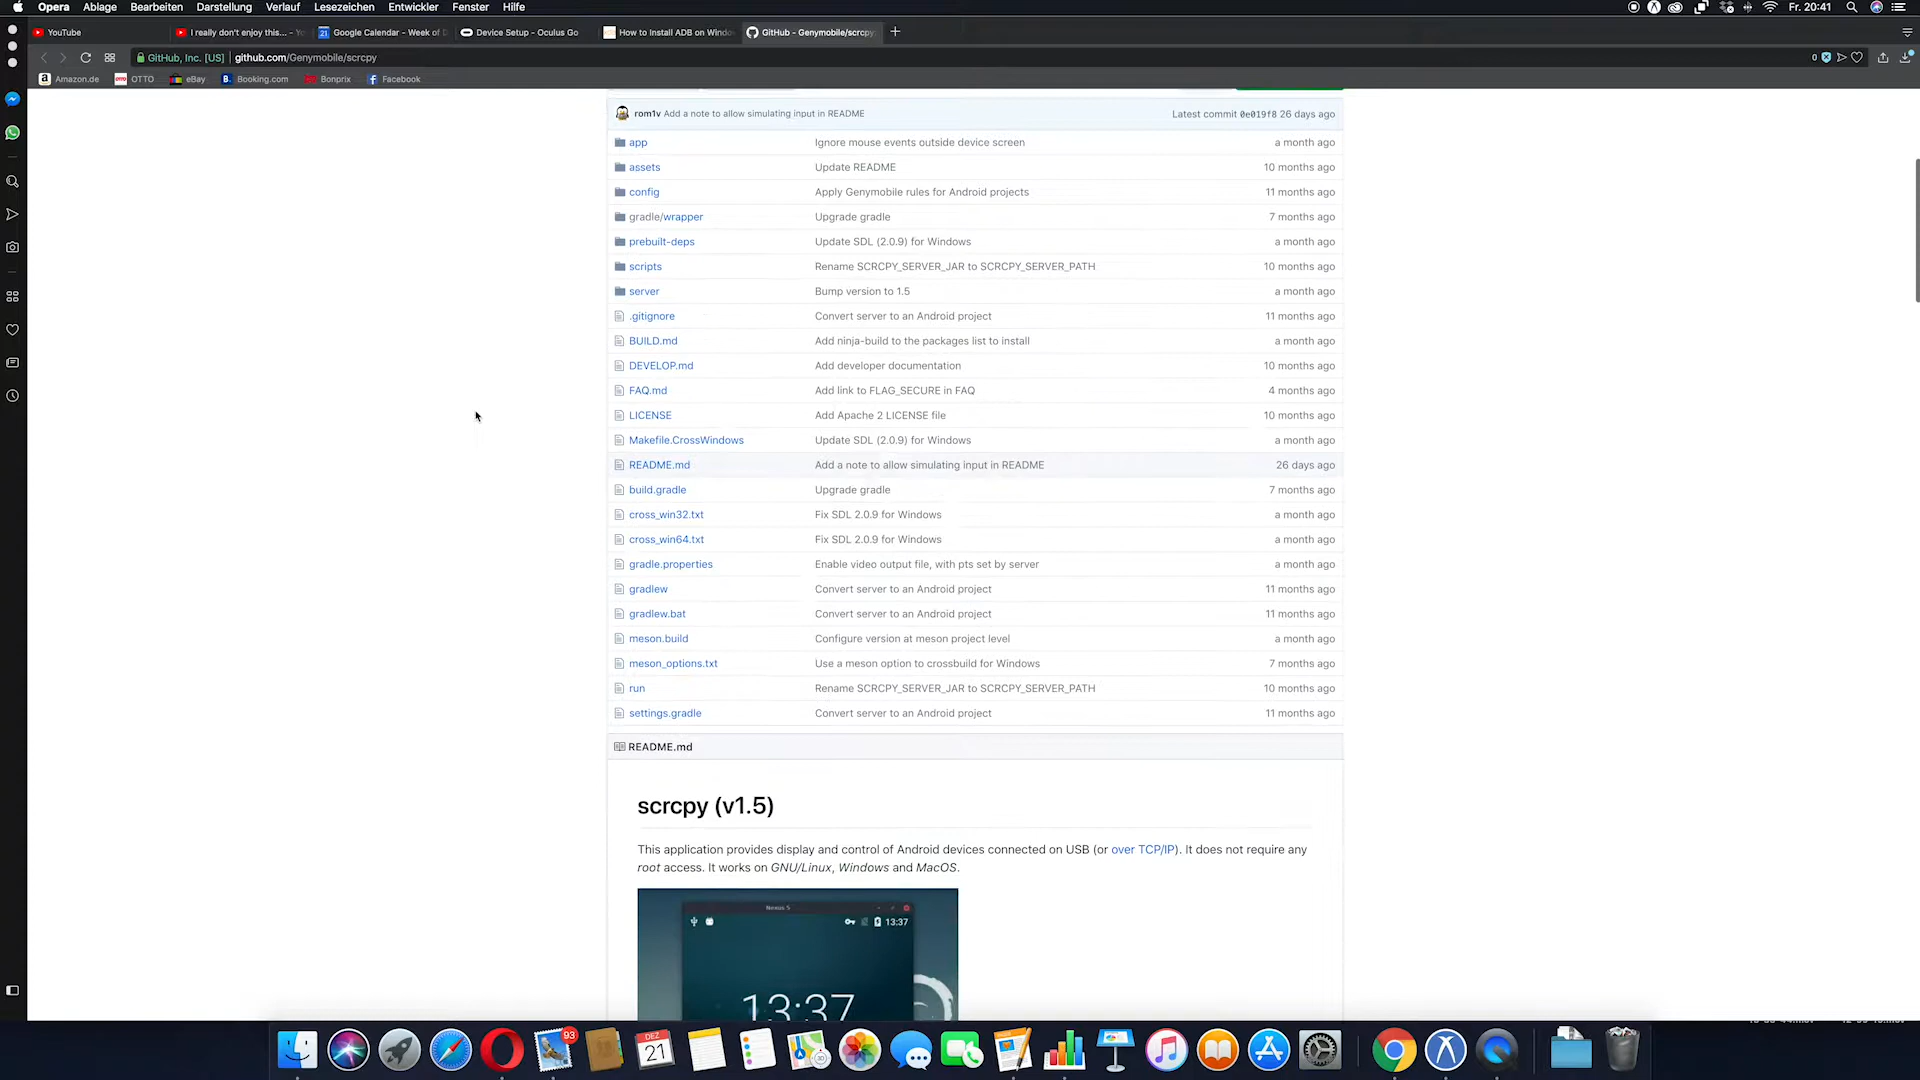 Opera Ablage Bearbeiten Darstellung Verlauf Lesezeichen Entwickler Fenster Hilfe
Fr. 20:41
YouTube
I really don't enjoy this... - Yo
Google Calendar - Week of D
Device Setup - Oculus Go
How to Install ADB on Windo
GitHub - Genymobile/scrcpy:
GitHub, Inc. [US] github.com/Genymobile/scrcpy
0
Amazon.de OTTO eBay Booking.com Bonprix Facebook
rom1v Add a note to allow simulating input in README Latest commit 0e019f8 26 days ago
app Ignore mouse events outside device screen a month ago
assets Update README 10 months ago
config Apply Genymobile rules for Android projects 11 months ago
gradle/wrapper Upgrade gradle 7 months ago
prebuilt-deps Update SDL (2.0.9) for Windows a month ago
scripts Rename SCRCPY_SERVER_JAR to SCRCPY_SERVER_PATH 10 months ago
server Bump version to 1.5 a month ago
.gitignore Convert server to an Android project 11 months ago
BUILD.md Add ninja-build to the packages list to install a month ago
DEVELOP.md Add developer documentation 10 months ago
FAQ.md Add link to FLAG_SECURE in FAQ 4 months ago
LICENSE Add Apache 2 LICENSE file 10 months ago
Makefile.CrossWindows Update SDL (2.0.9) for Windows a month ago
README.md Add a note to allow simulating input in README 26 days ago
build.gradle Upgrade gradle 7 months ago
cross_win32.txt Fix SDL 2.0.9 for Windows a month ago
cross_win64.txt Fix SDL 2.0.9 for Windows a month ago
gradle.properties Enable video output file, with pts set by server a month ago
gradlew Convert server to an Android project 11 months ago
gradlew.bat Convert server to an Android project 11 months ago
meson.build Configure version at meson project level a month ago
meson_options.txt Use a meson option to crossbuild for Windows 7 months ago
run Rename SCRCPY_SERVER_JAR to SCRCPY_SERVER_PATH 10 months ago
settings.gradle Convert server to an Android project 11 months ago
README.md
scrcpy (v1.5)
This application provides display and control of Android devices connected on USB (or over TCP/IP). It does not require any
root access. It works on GNU/Linux, Windows and MacOS.
Nexus 5
13:37
13:37
93
DEZ
21